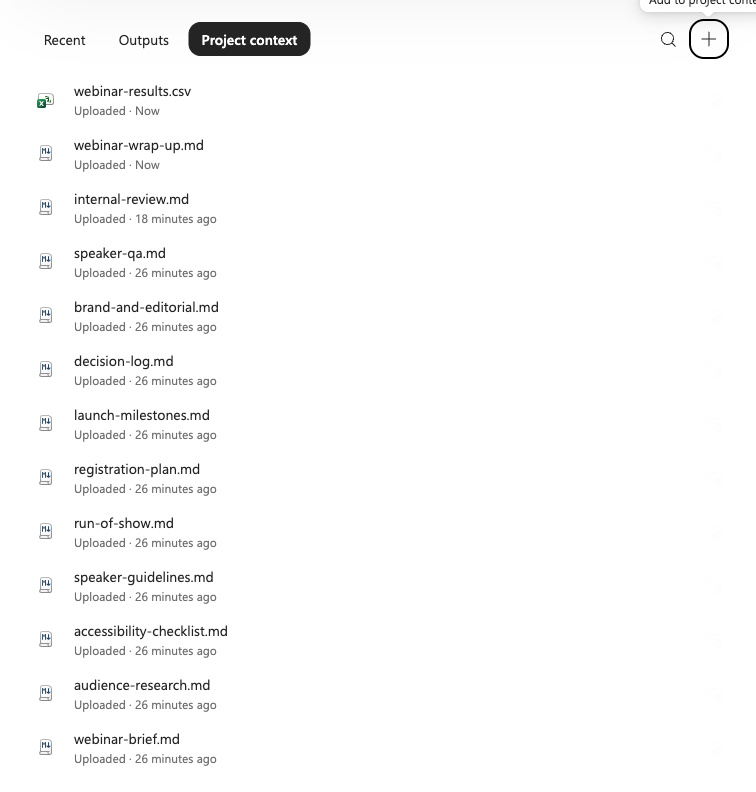 Add to project conte
Recent
Outputs
Project context
webinar-results.csv
Uploaded · Now
webinar-wrap-up.md
Uploaded · Now
internal-review.md
Uploaded · 18 minutes ago
speaker-qa.md
Uploaded · 26 minutes ago
brand-and-editorial.md
Uploaded · 26 minutes ago
decision-log.md
Uploaded · 26 minutes ago
launch-milestones.md
Uploaded · 26 minutes ago
registration-plan.md
Uploaded · 26 minutes ago
run-of-show.md
Uploaded · 26 minutes ago
speaker-guidelines.md
Uploaded · 26 minutes ago
accessibility-checklist.md
Uploaded · 26 minutes ago
audience-research.md
Uploaded · 26 minutes ago
webinar-brief.md
Uploaded · 26 minutes ago